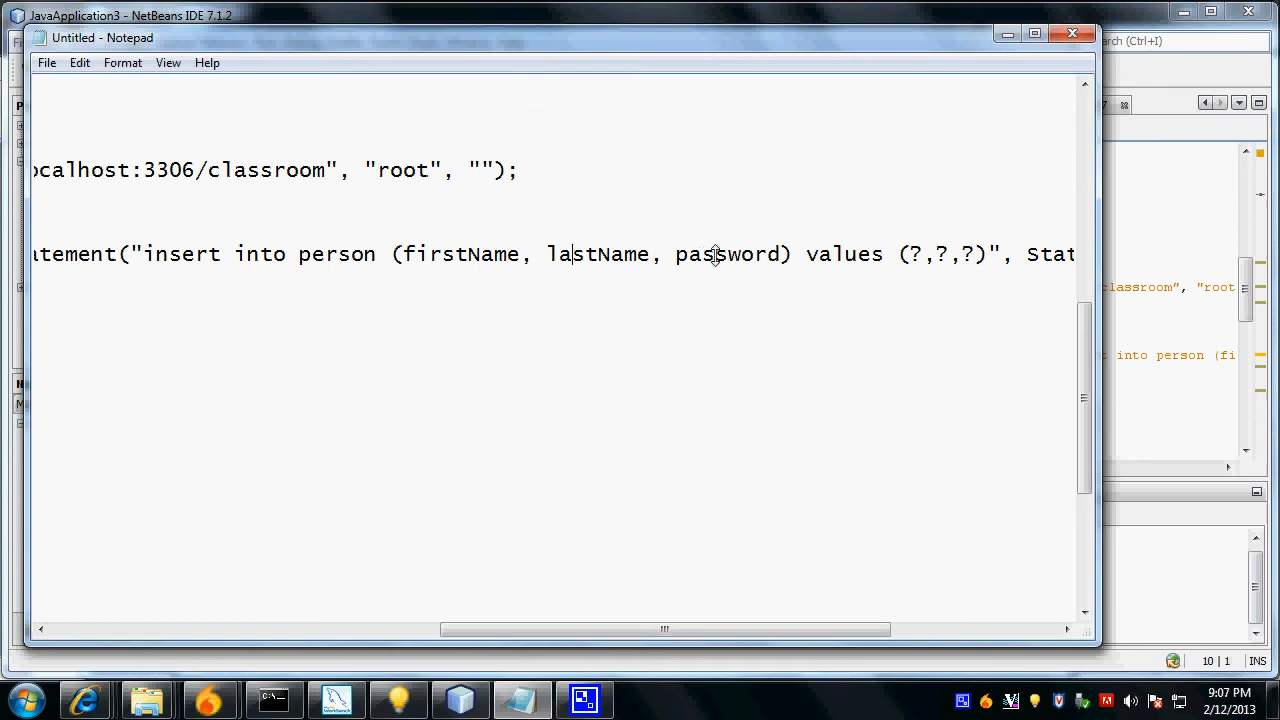 JavaApplication3 - NetBeans IDE 7.1.2
Untitled - Notepad
arch (Ctrl+I)
File Edit Format View Help
ocalhost:3306/classroom", "root", "");
atement("insert into person (firstName, lastName, password) values (?,?,?)", Stat
classroom", "root
t into person (fi
10 | 1 INS
9:07 PM
2/12/2013